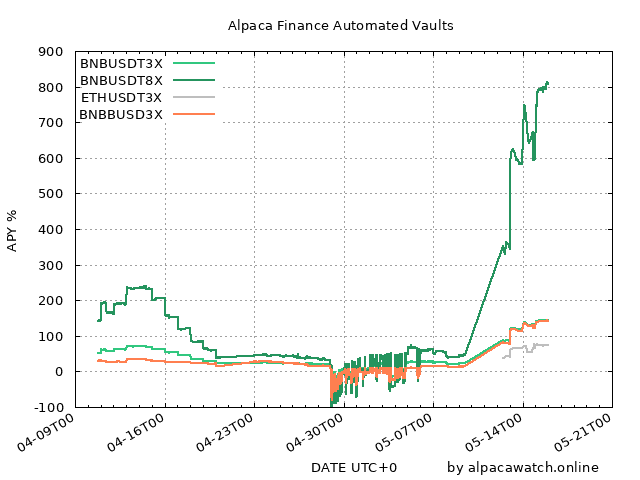 Alpaca Finance Automated Vaults
900
800
700
600
500
400
300
200
100
0
-100
APY %
BNBUSDT3X
BNBUSDT8X
ETHUSDT3X
BNBBUSD3X
04-09T00
04-16T00
04-23T00
04-30T00
05-07T00
05-14T00
05-21T00
DATE UTC+0
by alpacawatch.online